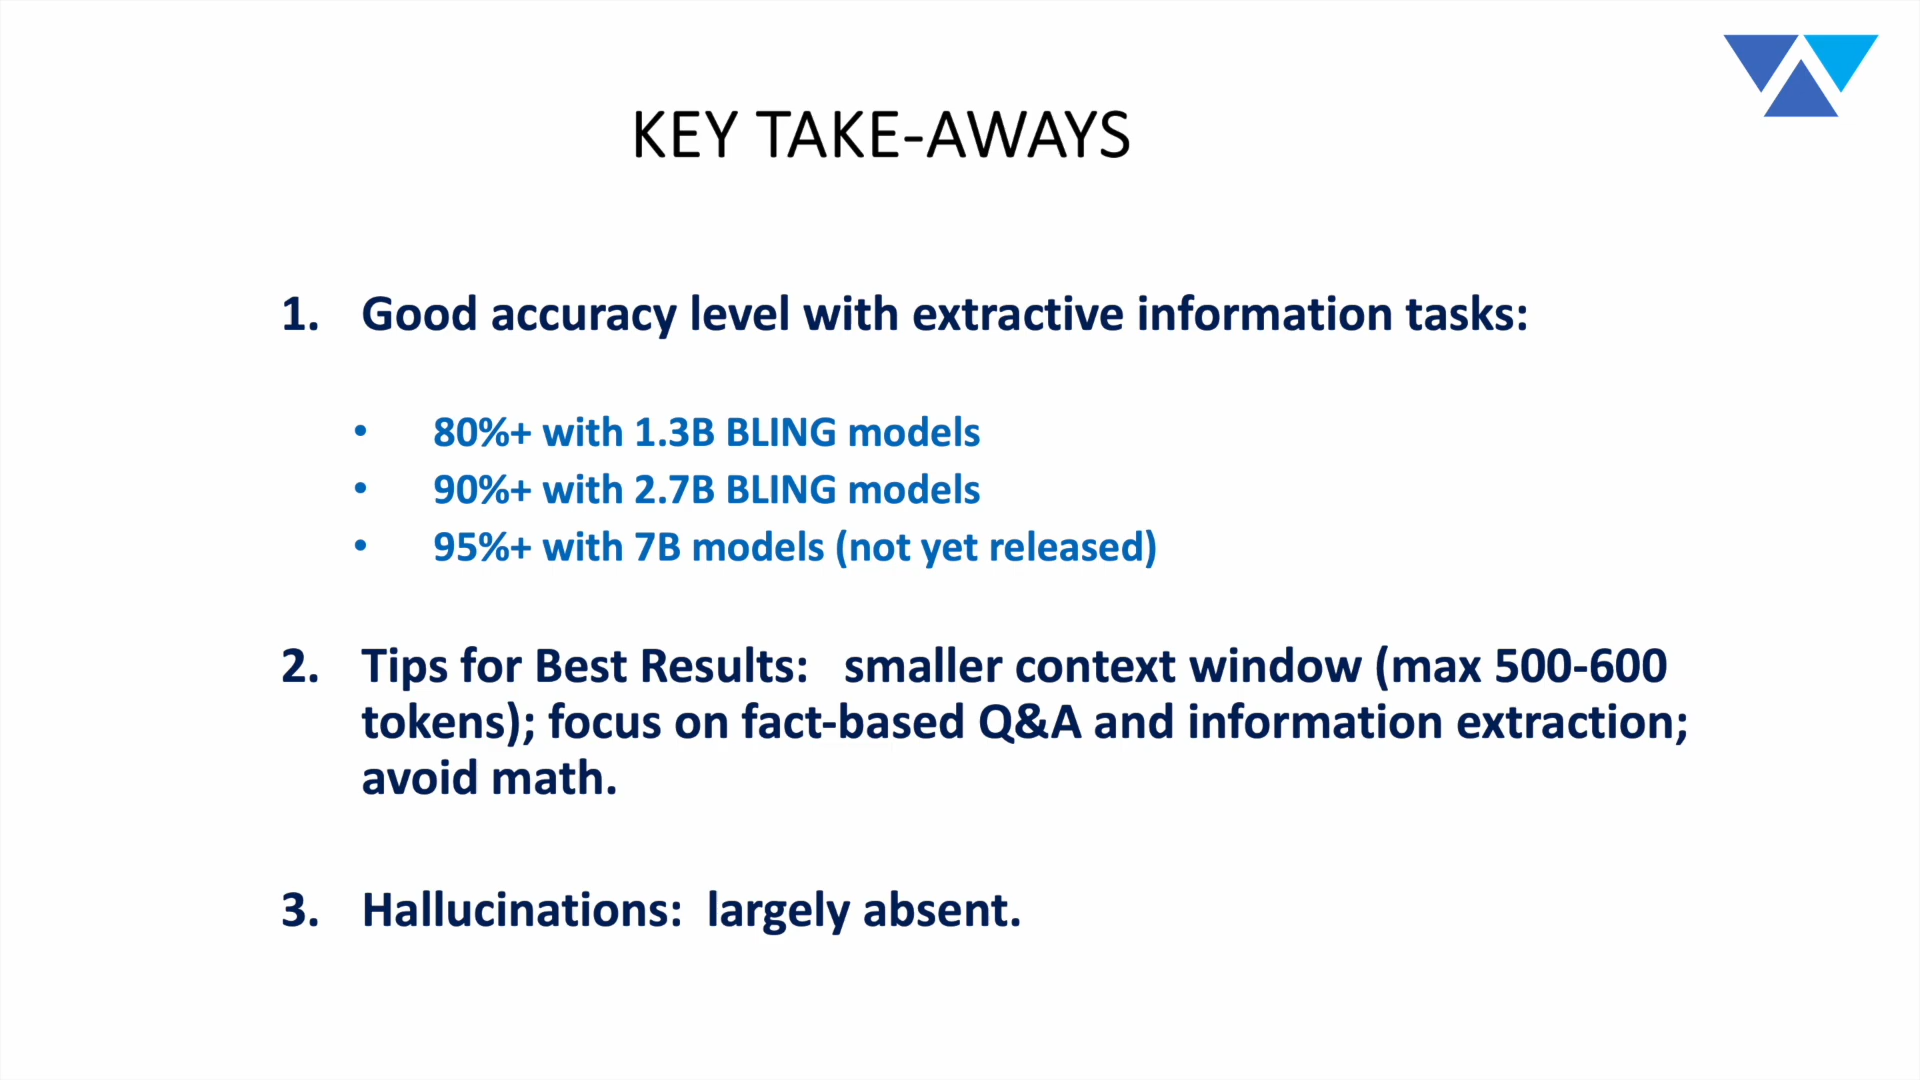 KEY TAKE-AWAYS
1. Good accuracy level with extractive information tasks:
• 80%+ with 1.3B BLING models
• 90%+ with 2.7B BLING models
• 95%+ with 7B models (not yet released)
2. Tips for Best Results: smaller context window (max 500-600
tokens); focus on fact-based Q&A and information extraction;
avoid math.
3. Hallucinations: largely absent.